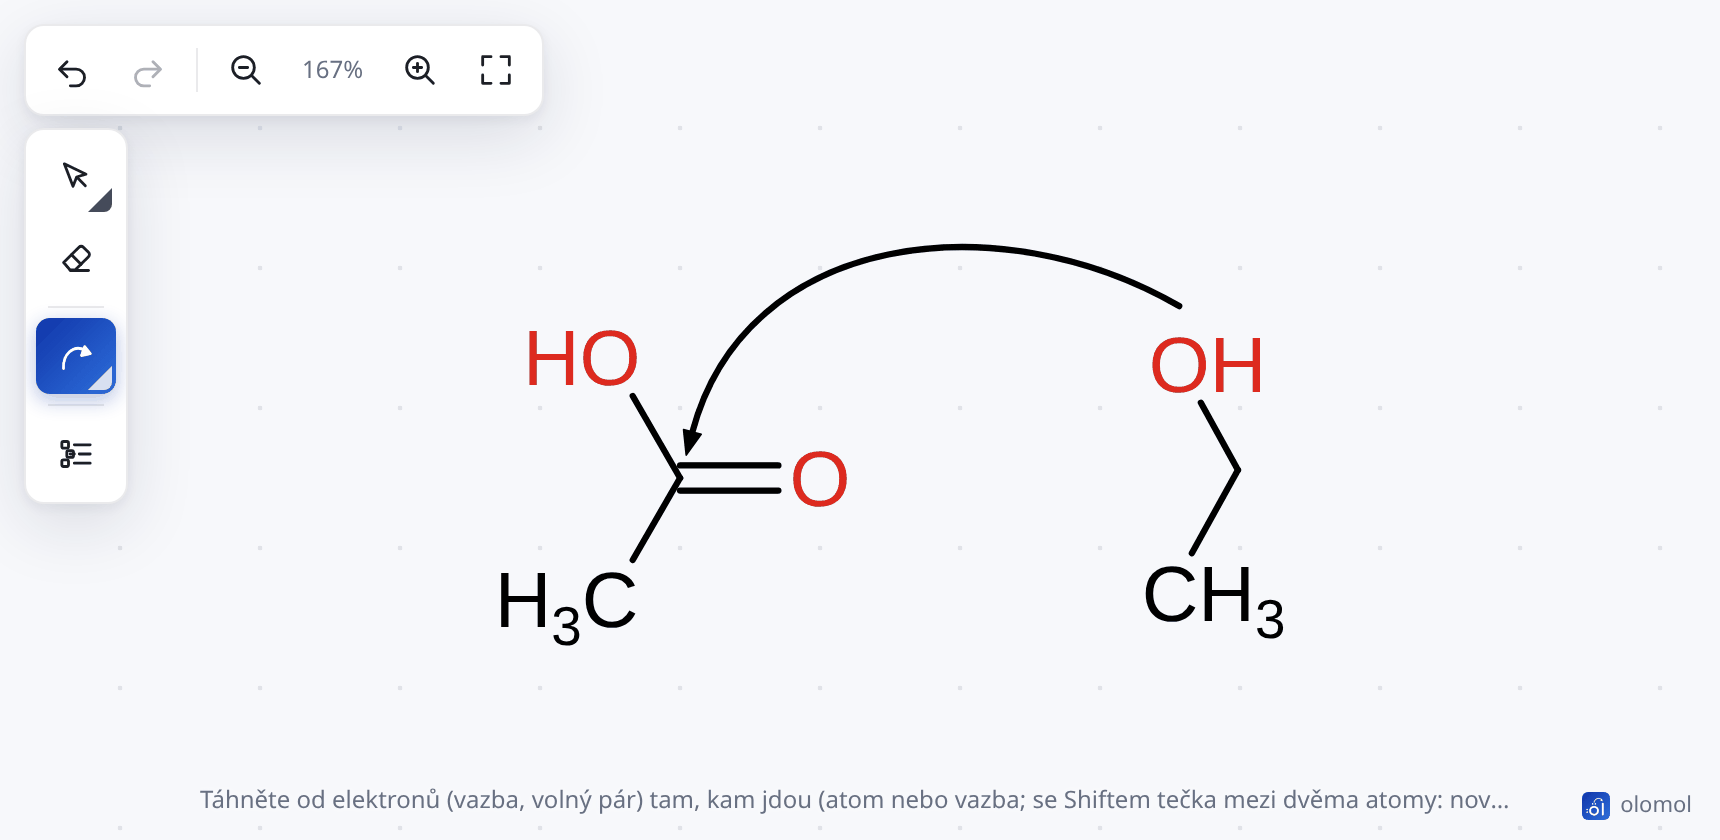 167%
HO
OH
O
H₃C
CH₃
Táhněte od elektronů (vazba, volný pár) tam, kam jdou (atom nebo vazba; se Shiftem tečka mezi dvěma atomy: nov...
olomol